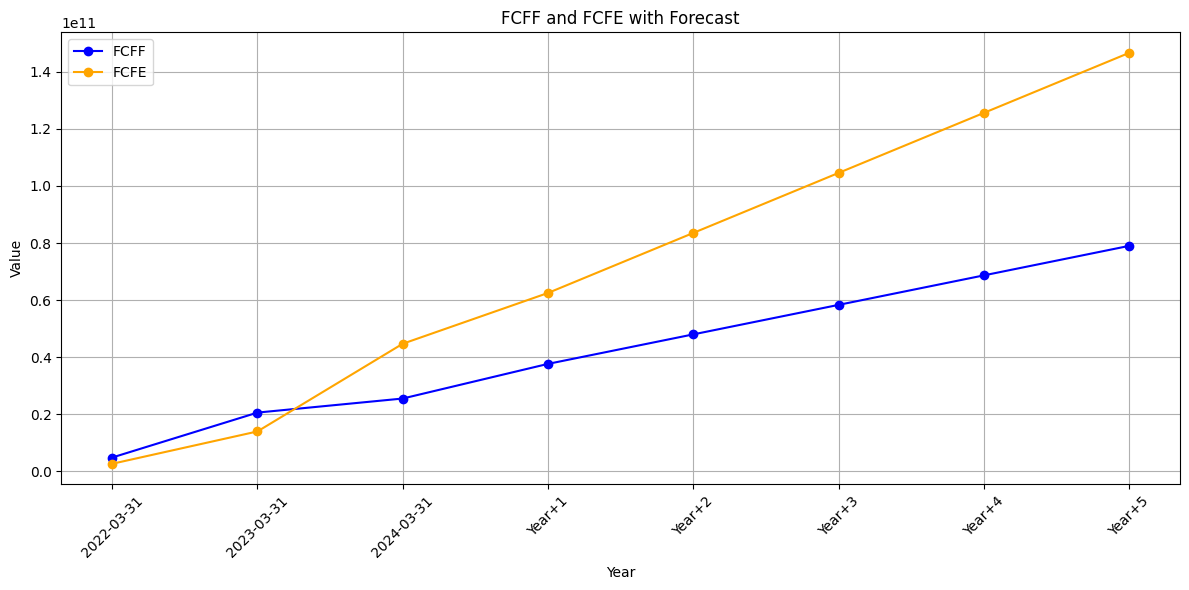 FCFF and FCFE with Forecast
1e11
FCFF
FCFE
1.4
1.2
1.0
0.8
0.6
0.4
0.2
0.0
Value
2022-03-31
2023-03-31
2024-03-31
Year+1
Year+2
Year+3
Year+4
Year+5
Year